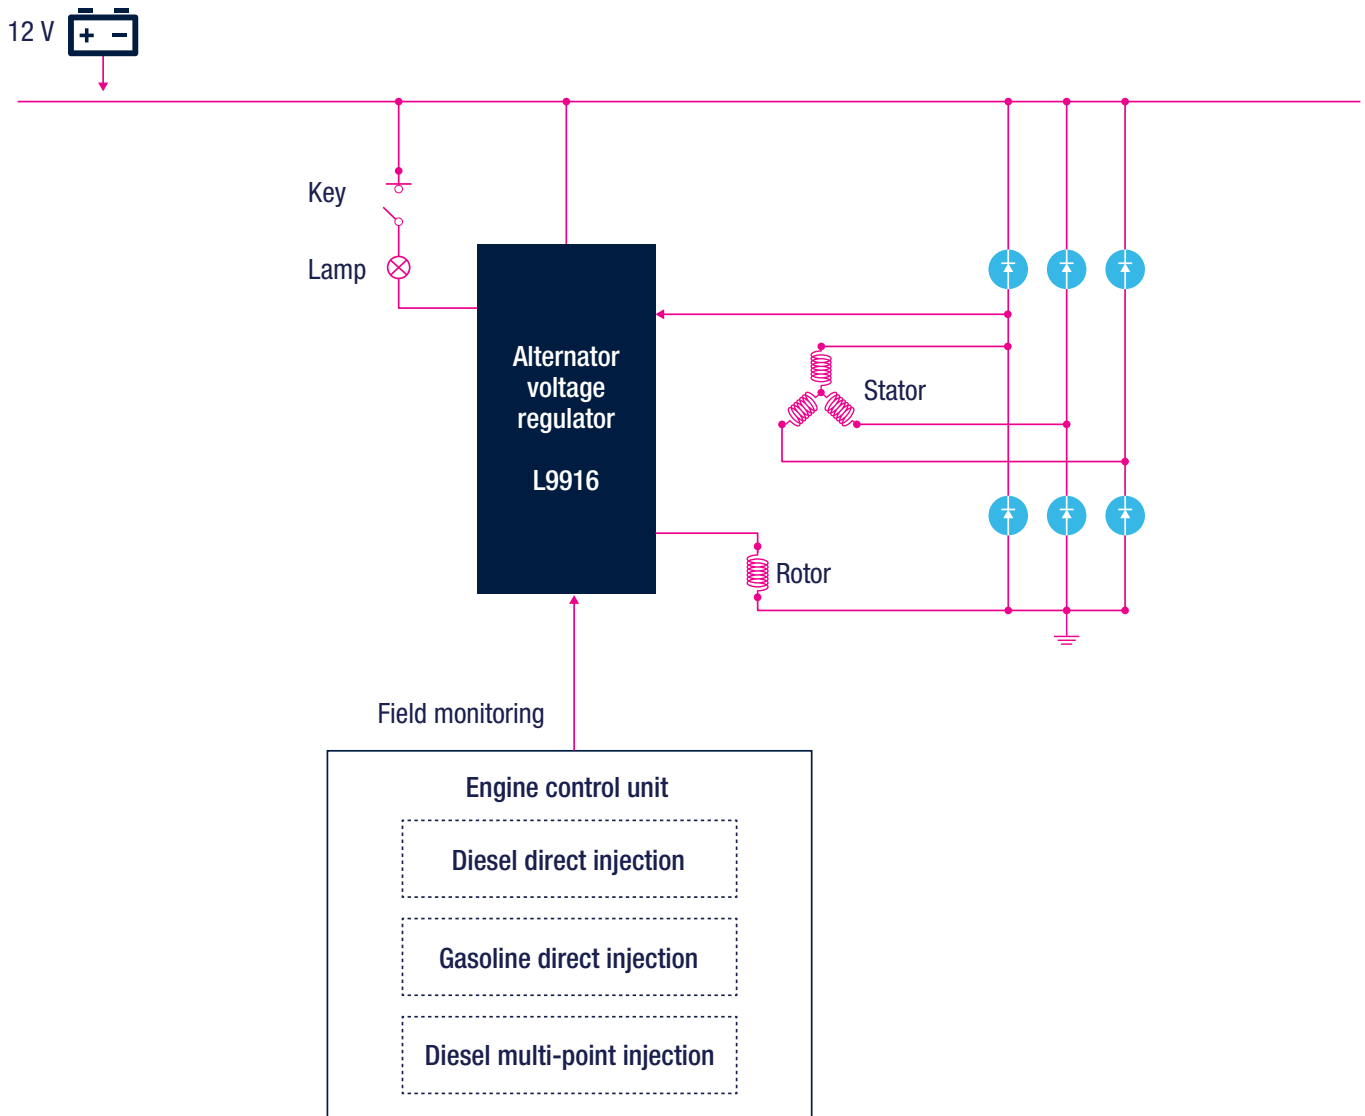 12 V
Key
Lamp
Alternator
voltage
regulator
L9916
Stator
Rotor
Field monitoring
Engine control unit
Diesel direct injection
Gasoline direct injection
Diesel multi-point injection